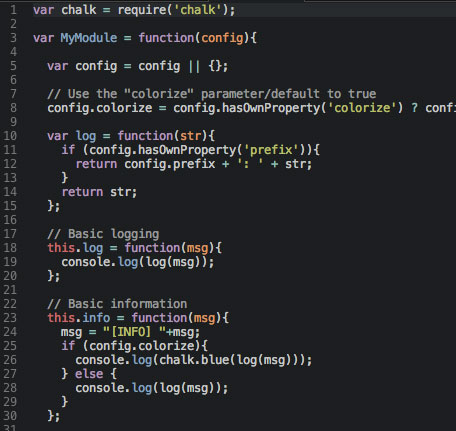 1 var chalk = require('chalk');
2
3 var MyModule = function(config){
4
5   var config = config || {};
6
7   // Use the "colorize" parameter/default to true
8   config.colorize = config.hasOwnProperty('colorize') ? confi
9
10   var log = function(str){
11     if (config.hasOwnProperty('prefix')){
12       return config.prefix + ': ' + str;
13     }
14     return str;
15   };
16
17   // Basic logging
18   this.log = function(msg){
19     console.log(log(msg));
20   };
21
22   // Basic information
23   this.info = function(msg){
24     msg = "[INFO] "+msg;
25     if (config.colorize){
26       console.log(chalk.blue(log(msg)));
27     } else {
28       console.log(log(msg));
29     }
30   };
31